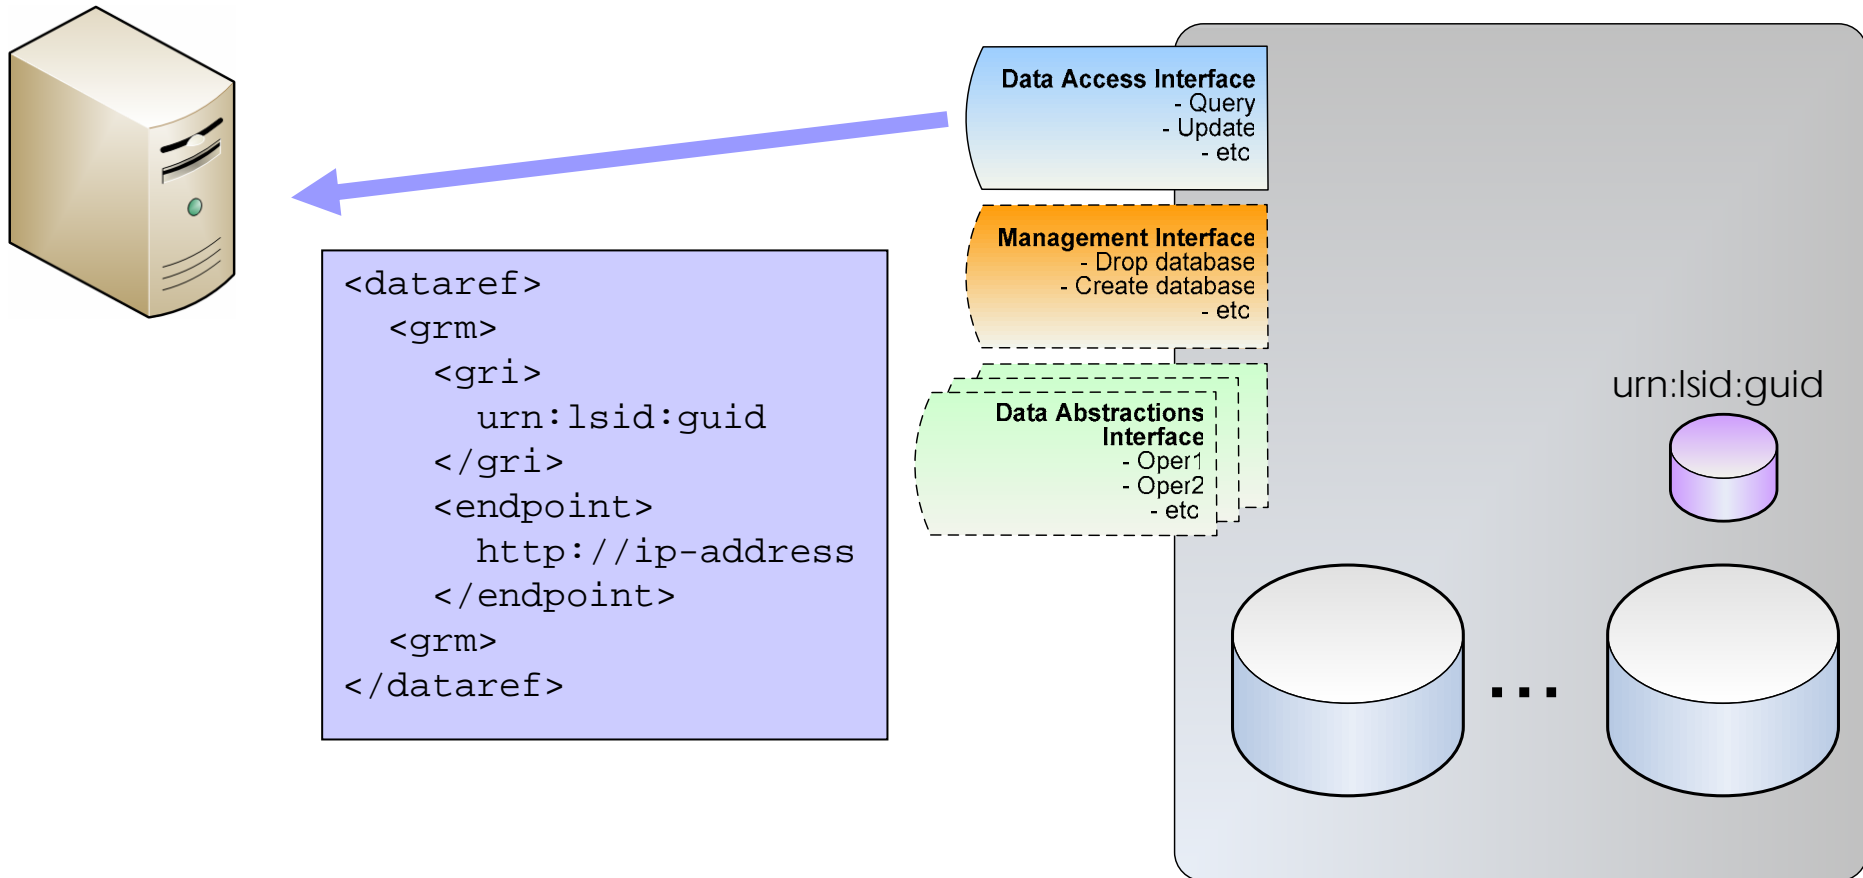 Data Access Interface
- Query
- Update
- etc
Management Interface
- Drop database
- Create database
- etc
Data Abstractions
Interface
- Oper1
- Oper2
- etc
<dataref>
<grm>
<gri>
urn:lsid:guid
</gri>
<endpoint>
http://ip-address
</endpoint>
<grm>
</dataref>
urn:lsid:guid
...